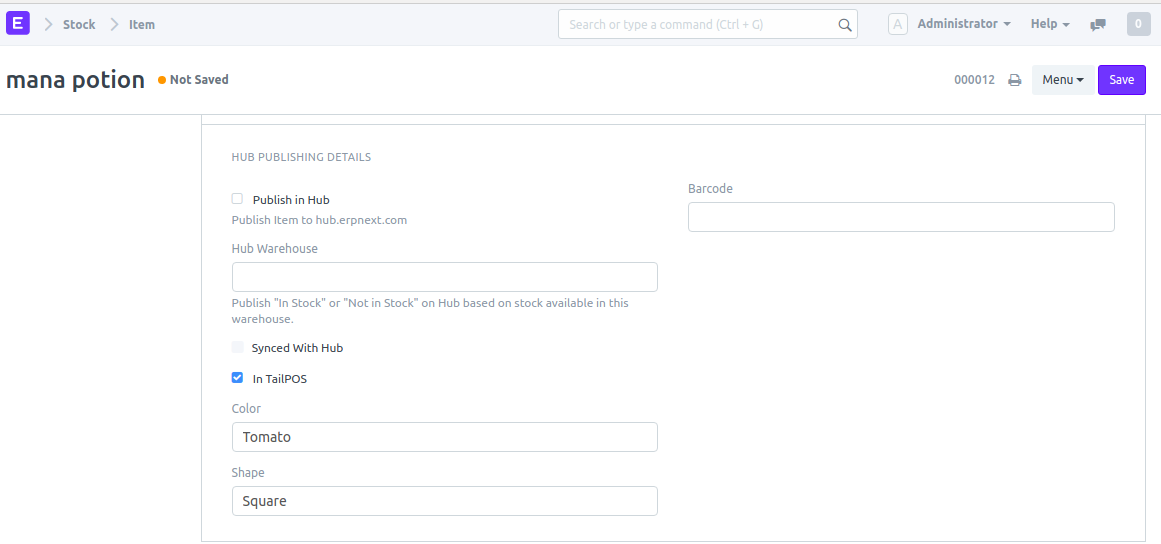 E Stock Item Search or type a command (Ctrl + G) A Administrator Help 0
mana potion Not Saved 000012 Menu Save
HUB PUBLISHING DETAILS
Publish in Hub
Publish Item to hub.erpnext.com
Hub Warehouse
Publish "In Stock" or "Not in Stock" on Hub based on stock available in this
warehouse.
Synced With Hub
In TailPOS
Color
Tomato
Shape
Square
Barcode